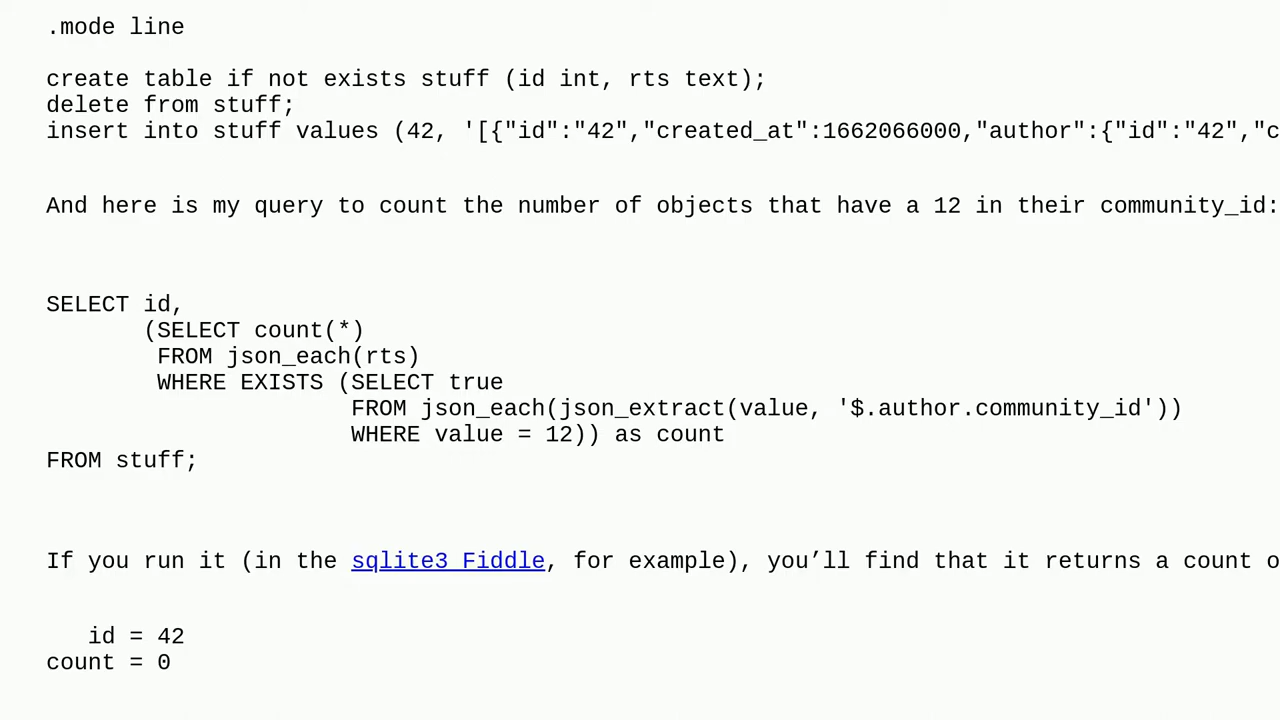 .mode line
create table if not exists stuff (id int, rts text);
delete from stuff;
insert into stuff values (42, '[{"id":"42","created_at":1662066000,"author":{"id":"42","c
And here is my query to count the number of objects that have a 12 in their community_id:
SELECT id,
(SELECT count(*)
FROM json_each(rts)
WHERE EXISTS (SELECT true
FROM json_each(json_extract(value, '$.author.community_id'))
WHERE value = 12)) as count
FROM stuff;
If you run it (in the sqlite3 Fiddle, for example), you’ll find that it returns a count o
id = 42
count = 0